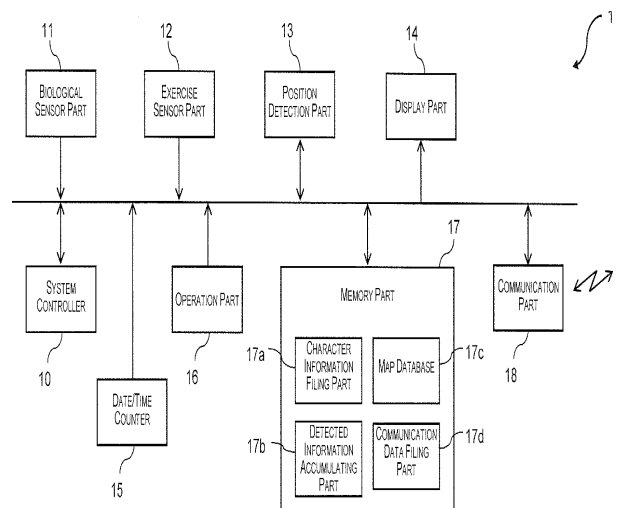 1
11
12
13
14
BIOLOGICAL
SENSOR PART
EXERCISE
SENSOR PART
POSITION
DETECTION PART
DISPLAY PART
17
SYSTEM
CONTROLLER
OPERATION PART
MEMORY PART
COMMUNICATION
PART
10
16
18
17a
CHARACTER
INFORMATION
FILING PART
MAP DATABASE
17c
DATE/TIME
COUNTER
15
17b
DETECTED
INFORMATION
ACCUMULATING
PART
COMMUNICATION
DATA FILING
PART
17d